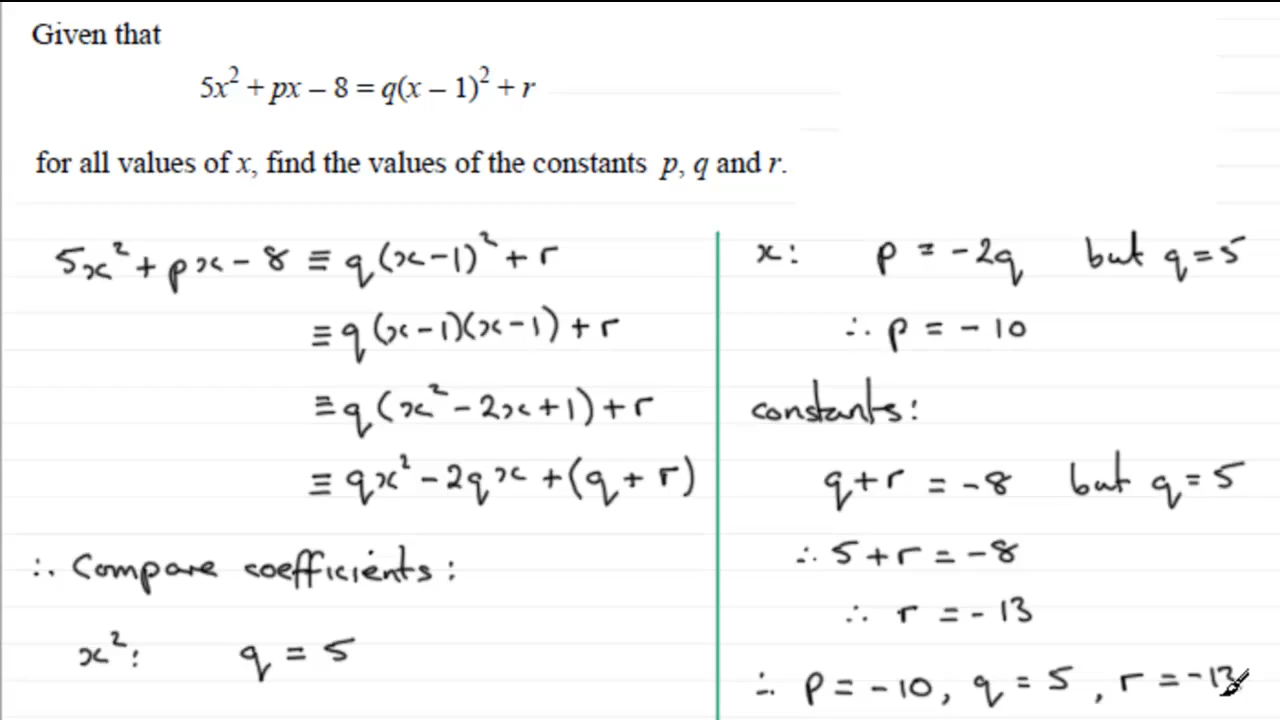 Given that
5x² + px – 8 = q(x – 1)² + r
for all values of x, find the values of the constants p, q and r.
5x² + px – 8 ≡ q(x–1)² + r
≡ q(x–1)(x–1) + r
≡ q(x² – 2x + 1) + r
≡ qx² – 2qx + (q + r)
∴ Compare coefficients:
x²: q = 5
x: p = –2q but q = 5
∴ p = –10
constants:
q + r = –8 but q = 5
∴ 5 + r = –8
∴ r = –13
∴ p = –10, q = 5, r = –13